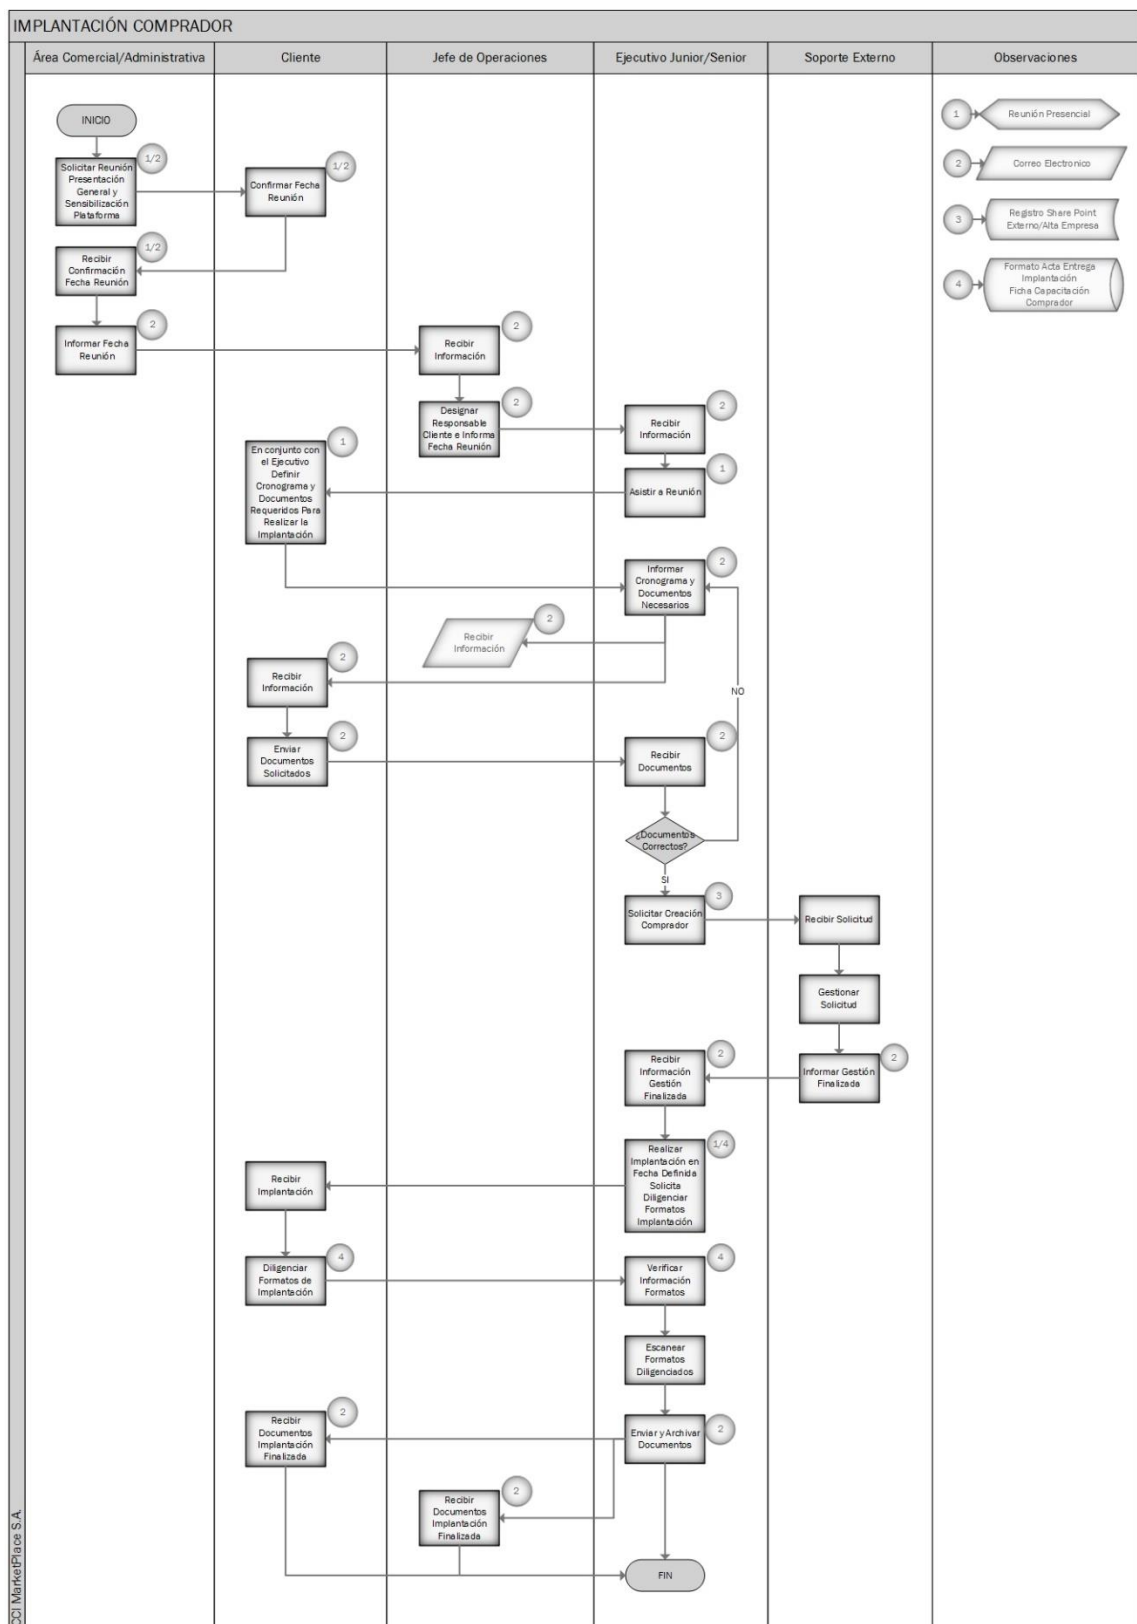 IMPLANTACIÓN COMPRADOR
Área Comercial/Administrativa
Cliente
Jefe de Operaciones
Ejecutivo Junior/Senior
Soporte Externo
Observaciones
INICIO
1
Reunión Presencial
1/2
Solicitar Reunión
Presentación
General y
Sensibilización
Plataforma
1/2
Confirmar Fecha
Reunión
2
Correo Electronico
3
Registro Share Point
Externo/Alta Empresa
1/2
Recibir
Confirmación
Fecha Reunión
4
Formato Acta Entrega
Implantación
Ficha Capacitación
Comprador
2
Informar Fecha
Reunión
2
Recibir
Información
2
Designar
Responsable
Cliente e Informa
Fecha Reunión
2
Recibir
Información
1
En conjunto con
el Ejecutivo
Definir
Cronograma y
Documentos
Requeridos Para
Realizar la
Implantación
1
Asistir a Reunión
2
Informar
Cronograma y
Documentos
Necesarios
2
Recibir
Información
2
Recibir
Información
NO
2
Enviar
Documentos
Solicitados
2
Recibir
Documentos
¿Documentos
Correctos?
SI
3
Solicitar Creación
Comprador
Recibir Solicitud
Gestionar
Solicitud
2
Informar Gestión
Finalizada
2
Recibir
Información
Gestión
Finalizada
1/4
Realizar
Implantación en
Fecha Definida
Solicita
Diligenciar
Formatos
Implantación
Recibir
Implantación
4
Diligenciar
Formatos de
Implantación
4
Verificar
Información
Formatos
Escanear
Formatos
Diligenciados
2
Enviar y Archivar
Documentos
2
Recibir
Documentos
Implantación
Finalizada
2
Recibir
Documentos
Implantación
Finalizada
FIN
CCI MarketPlace S.A.